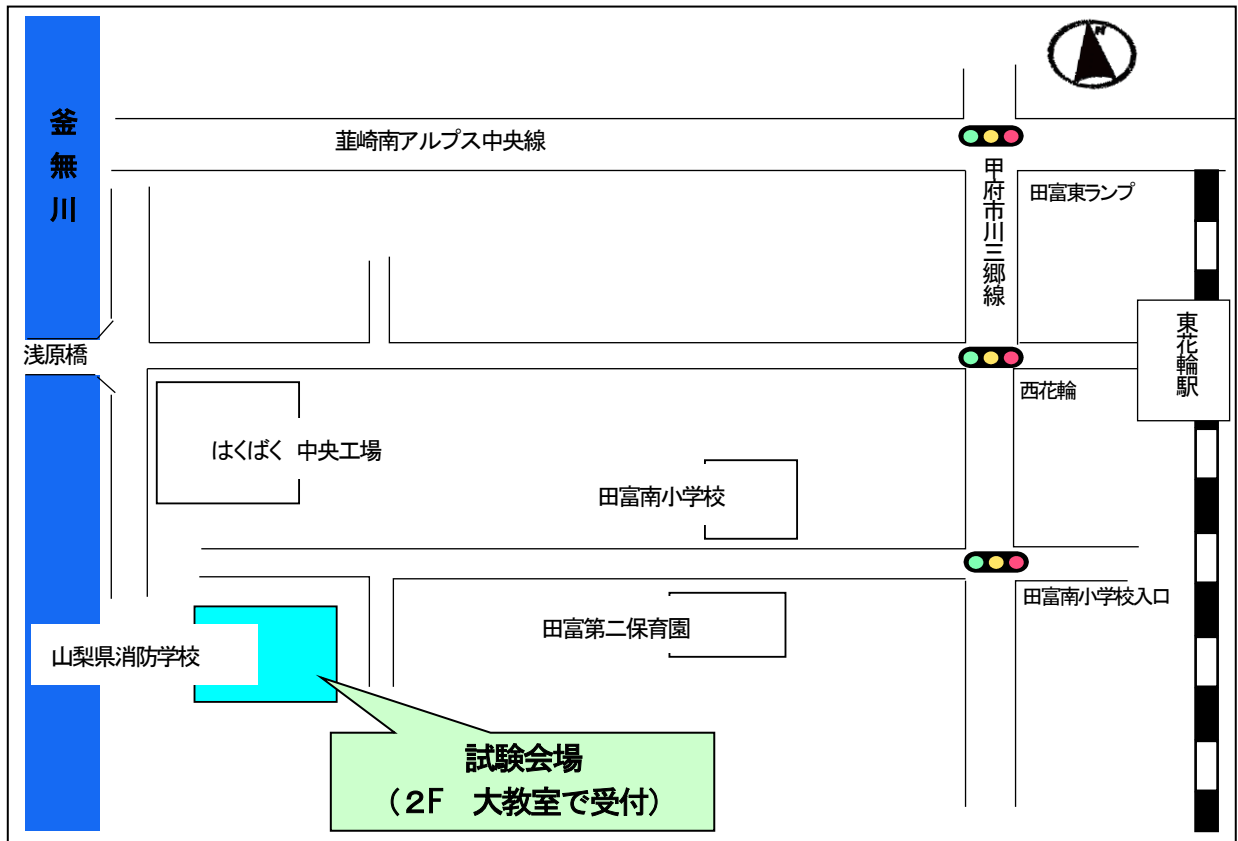 N
釜無川
韮崎南アルプス中央線
甲府市川三郷線
田富東ランプ
東花輪駅
浅原橋
西花輪
はくばく 中央工場
田富南小学校
田富南小学校入口
田富第二保育園
山梨県消防学校
試験会場
（２F　大教室で受付）